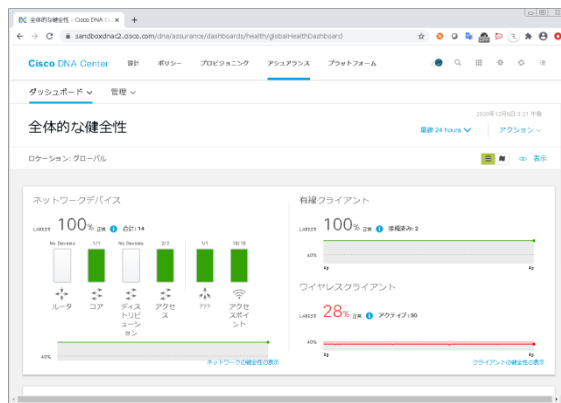 全体的な健全性 - Cisco DNA Ce
sandboxdnac2.cisco.com/dna/assurance/dashboards/health/globalHealthDashboard
Cisco DNA Center 設計 ポリシー プロビジョニング アシュアランス プラットフォーム
ダッシュボード 管理
2020年12月5日 3:21 午後
全体的な健全性
最後 24 hours アクション
ロケーション: グローバル
表示
ネットワークデバイス
LATEST 100% 正常 合計: 14
No Devices 1/1 No Devices 2/2 1/1 10/10
ルータ コア ディストリビューション アクセス ??? アクセスポイント
40%
ネットワークの健全性の表示
有線クライアント
LATEST 100% 正常 接続済み: 2
40%
4p 4p
ワイヤレスクライアント
LATEST 28% 正常 アクティブ: 80
40%
4p 4p
クライアントの健全性の表示